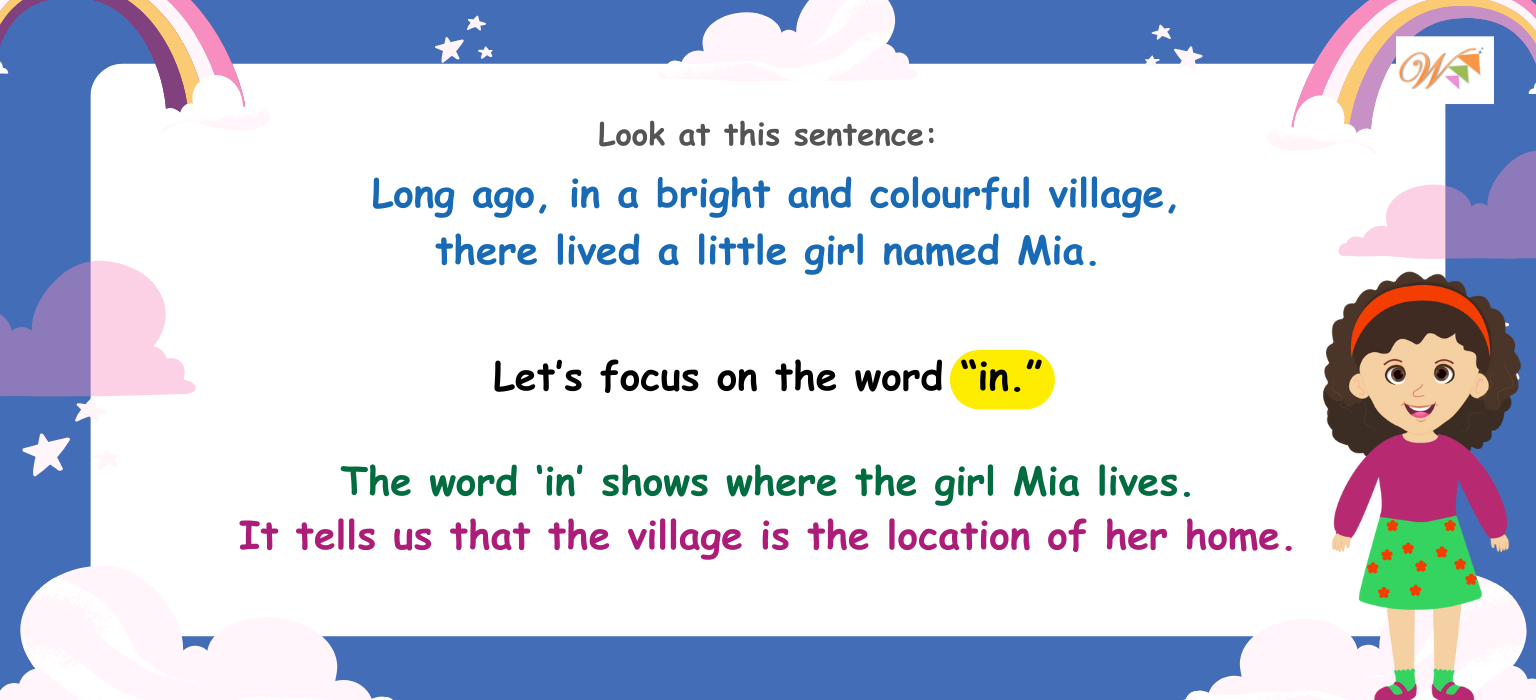 Look at this sentence:
Long ago, in a bright and colourful village,
there lived a little girl named Mia.
Let's focus on the word “in.”
The word ‘in’ shows where the girl Mia lives.
It tells us that the village is the location of her home.
W